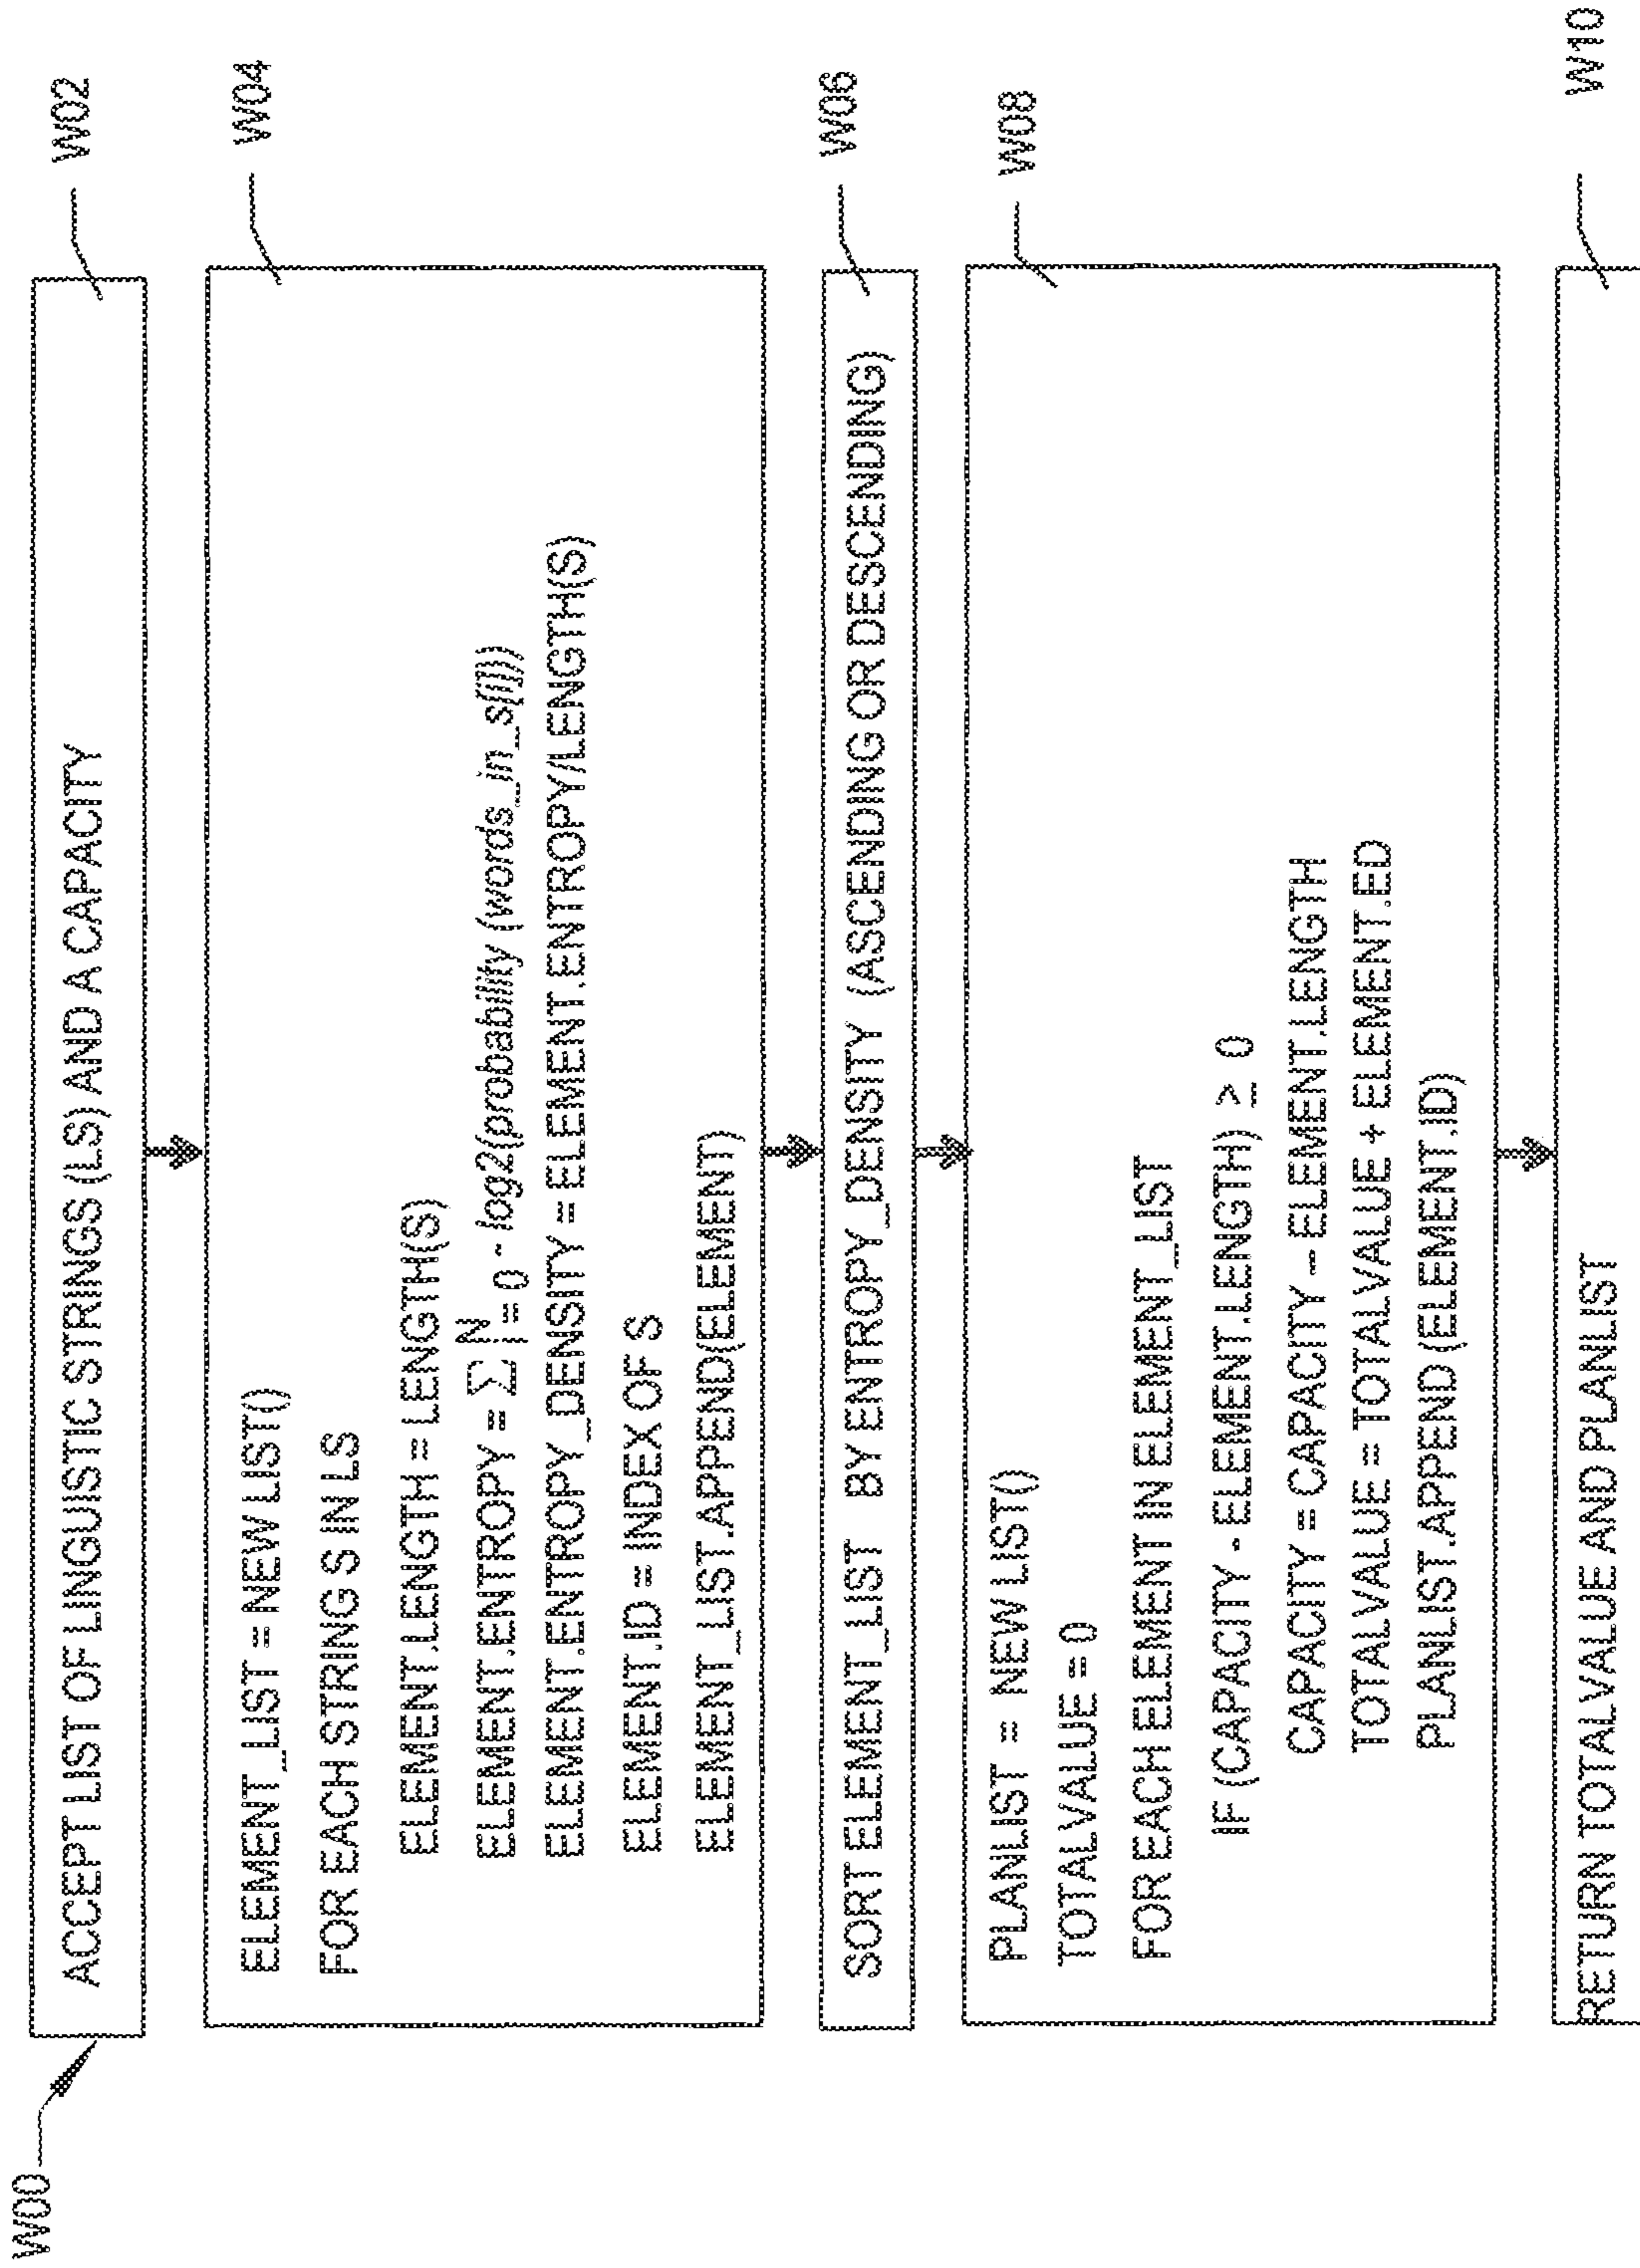 W00
ACCEPT LIST OF LINGUISTIC STRINGS (LS) AND A CAPACITY
W02
ELEMENT_LIST = NEW LIST()
FOR EACH STRING S IN LS
ELEMENT.LENGTH = LENGTH(S)
ELEMENT.ENTROPY = ∑ N i=0 - log2(probability (words_in_s[i]))
ELEMENT.ENTROPY_DENSITY = ELEMENT.ENTROPY/LENGTH(S)
ELEMENT.ID = INDEX OF S
ELEMENT_LIST.APPEND(ELEMENT)
W04
SORT ELEMENT_LIST BY ENTROPY_DENSITY (ASCENDING OR DESCENDING)
W06
PLANLIST = NEW LIST()
TOTALVALUE = 0
FOR EACH ELEMENT IN ELEMENT_LIST
IF (CAPACITY - ELEMENT.LENGTH) ≥ 0
CAPACITY = CAPACITY – ELEMENT.LENGTH
TOTALVALUE = TOTALVALUE + ELEMENT.ED
PLANLIST.APPEND (ELEMENT.ID)
W08
RETURN TOTALVALUE AND PLANLIST
W10